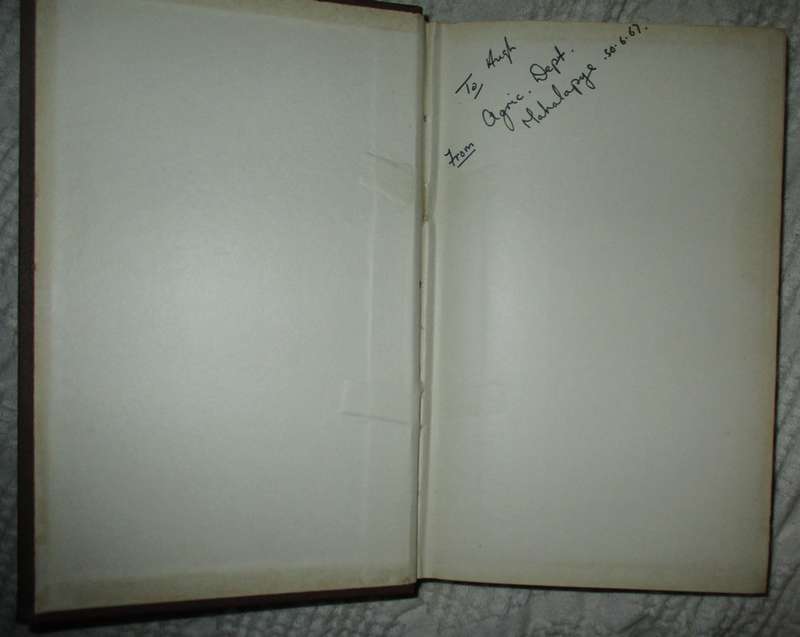 To Hugh
From Agric. Dept.
Mahalapye 30.6.67.